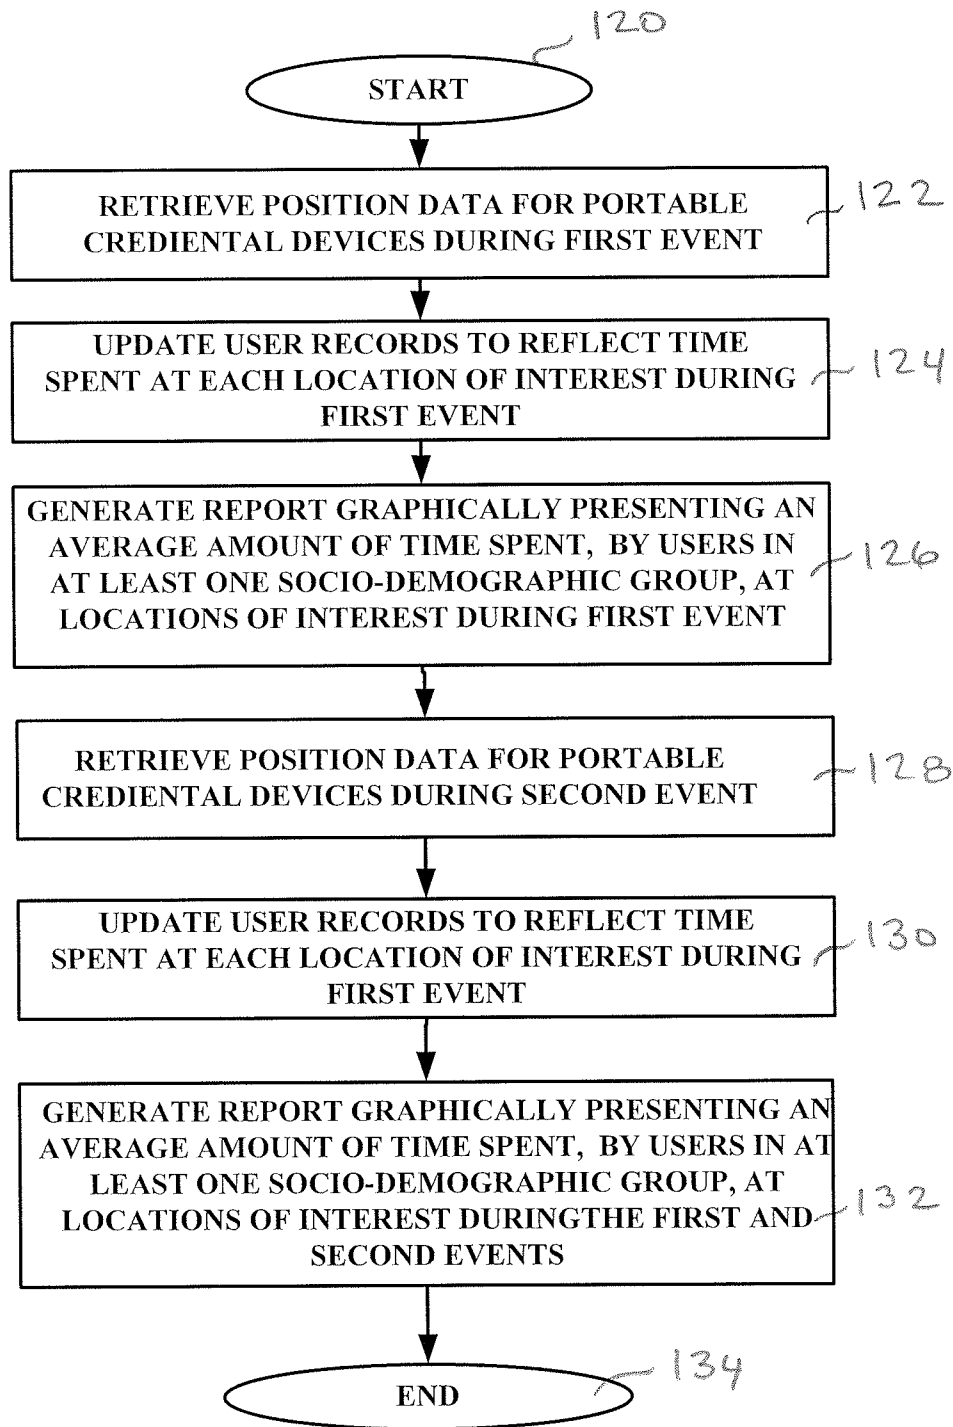 120
START
RETRIEVE POSITION DATA FOR PORTABLE
CREDIENTAL DEVICES DURING FIRST EVENT
122
UPDATE USER RECORDS TO REFLECT TIME
SPENT AT EACH LOCATION OF INTEREST DURING
FIRST EVENT
124
GENERATE REPORT GRAPHICALLY PRESENTING AN
AVERAGE AMOUNT OF TIME SPENT, BY USERS IN
AT LEAST ONE SOCIO-DEMOGRAPHIC GROUP, AT
LOCATIONS OF INTEREST DURING FIRST EVENT
126
RETRIEVE POSITION DATA FOR PORTABLE
CREDIENTAL DEVICES DURING SECOND EVENT
128
UPDATE USER RECORDS TO REFLECT TIME
SPENT AT EACH LOCATION OF INTEREST DURING
FIRST EVENT
130
GENERATE REPORT GRAPHICALLY PRESENTING AN
AVERAGE AMOUNT OF TIME SPENT, BY USERS IN AT
LEAST ONE SOCIO-DEMOGRAPHIC GROUP, AT
LOCATIONS OF INTEREST DURINGTHE FIRST AND
SECOND EVENTS
132
END
134